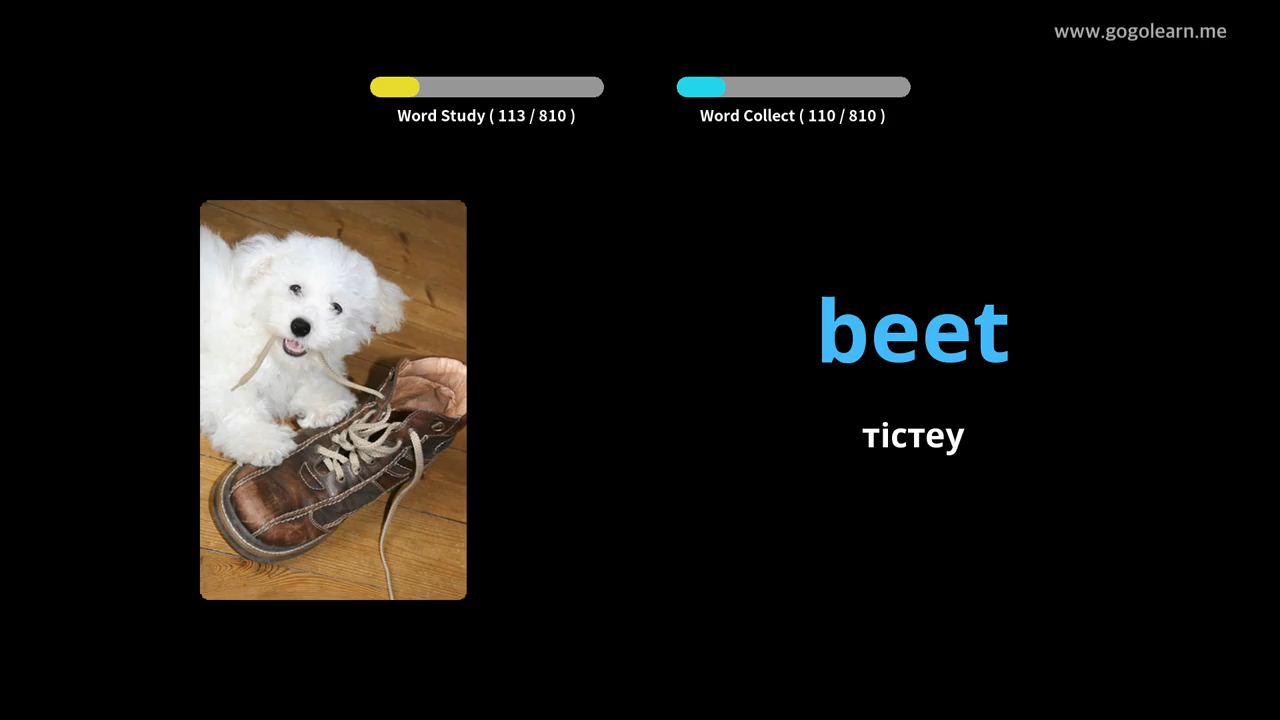 www.gogolearn.me
Word Study ( 113 / 810 )
Word Collect ( 110 / 810 )
beet
тістеу